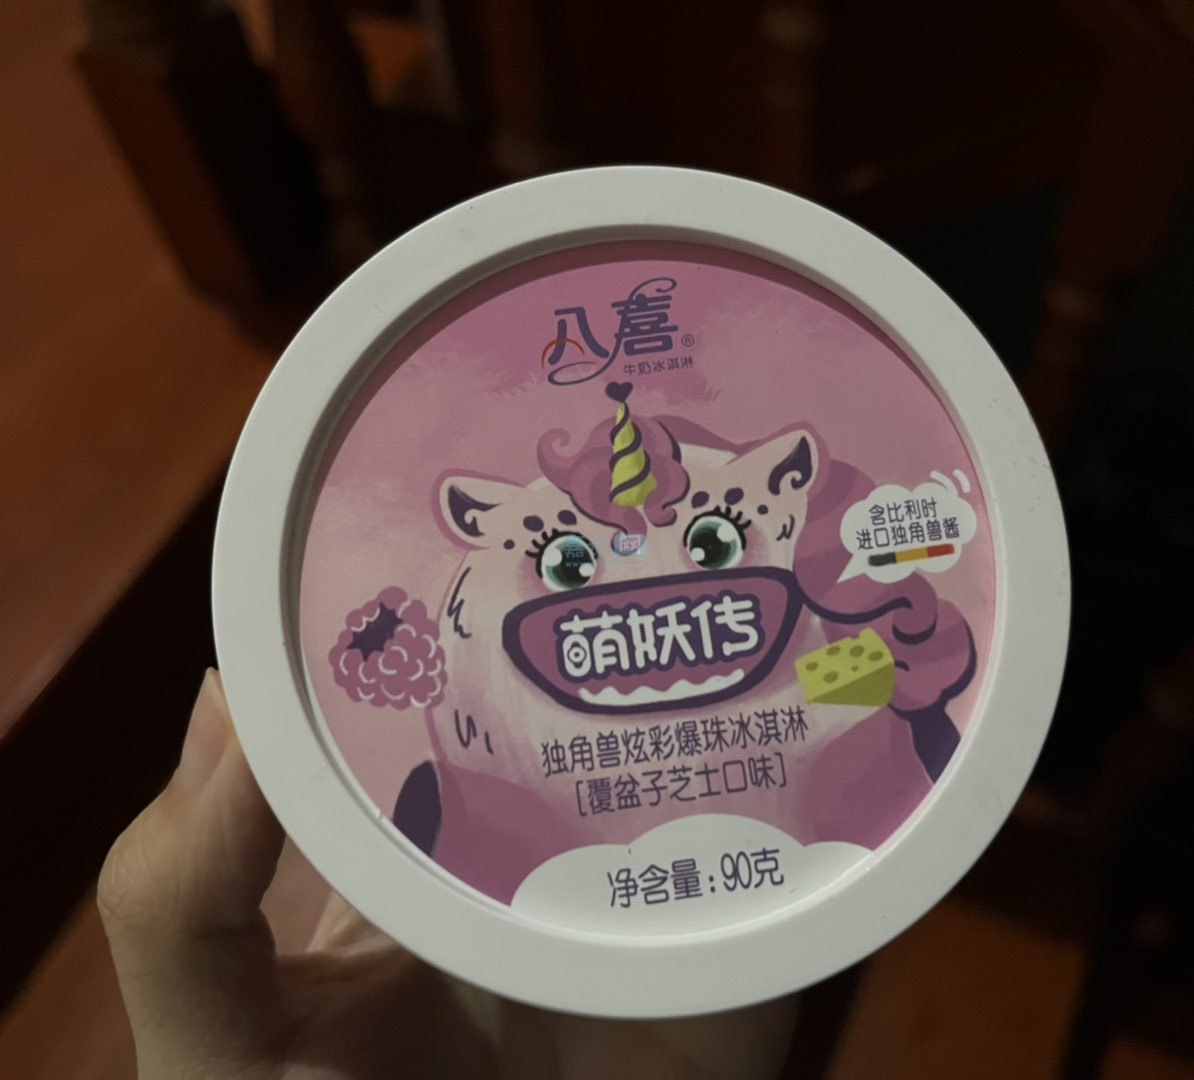 八喜®
牛奶冰淇淋
含比利时
进口独角兽酱
萌妖传
独角兽炫彩爆珠冰淇淋
[覆盆子芝士口味]
净含量:90克